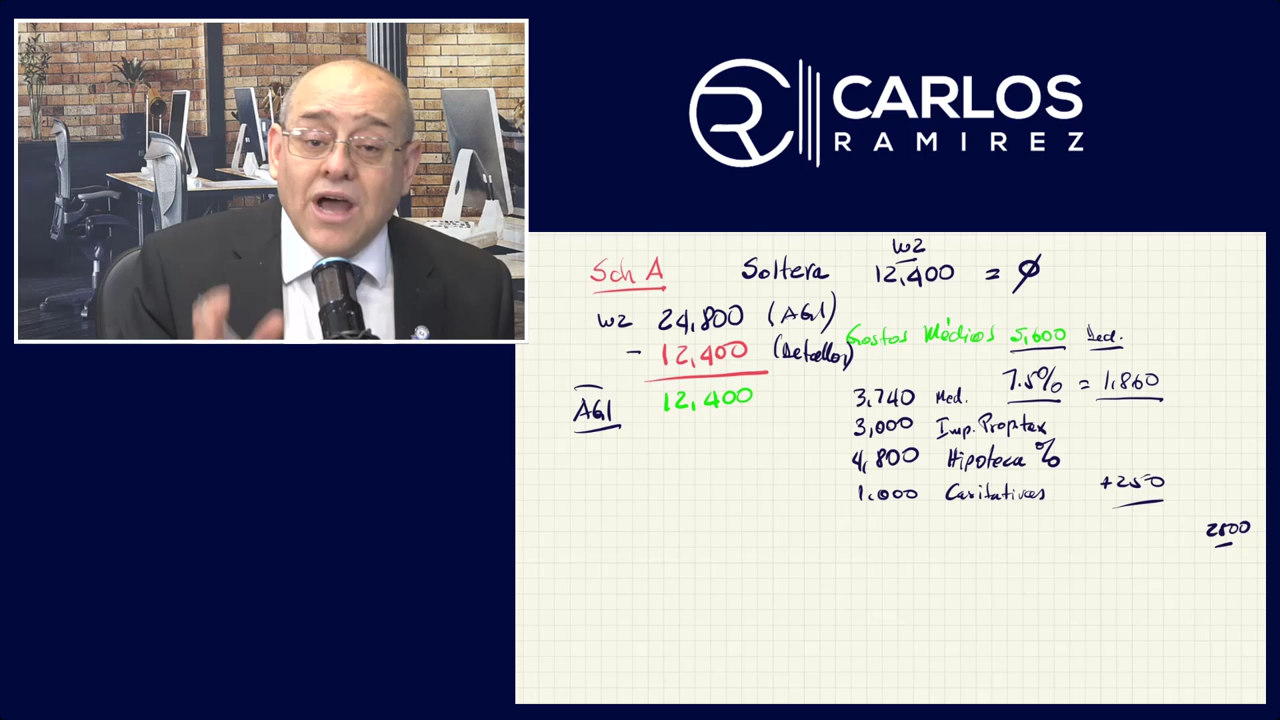 CARLOS
RAMIREZ
W2
Sch A Soltera 12,400 = ∅
W2 24,800 (AGI)
- 12,400 (Detallos)
AGI 12,400
Gastos Médicos 5,600 Ded.
7.5% = 1,860
3,740 Med.
3,000 Imp. Prop tax
4,800 Hipoteca %
1,000 Caritativas +250